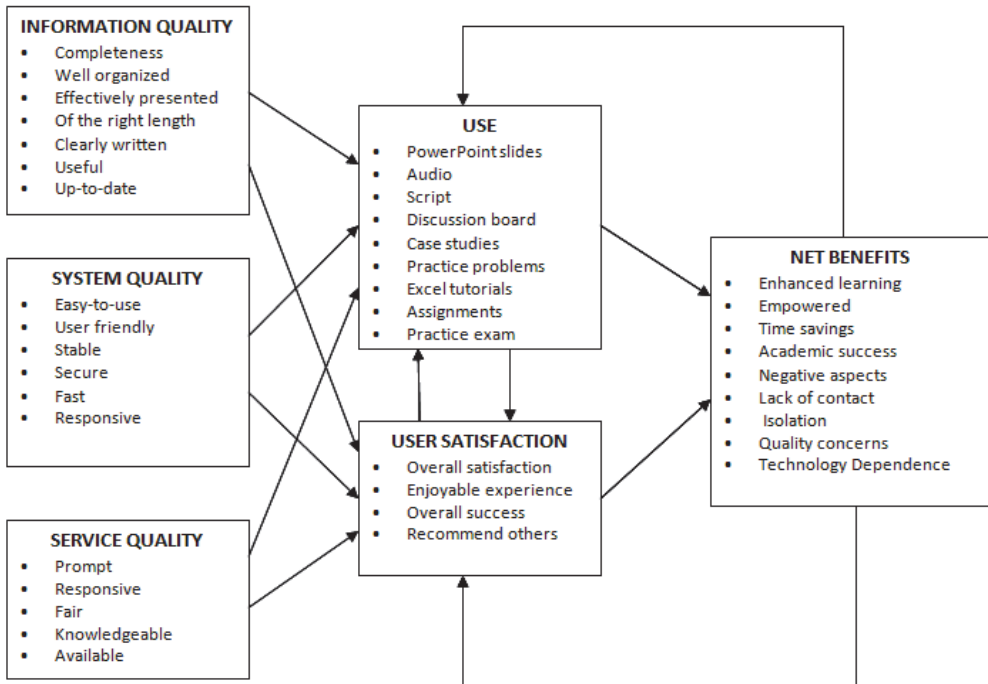 INFORMATION QUALITY
• Completeness
• Well organized
• Effectively presented
• Of the right length
• Clearly written
• Useful
• Up-to-date
SYSTEM QUALITY
• Easy-to-use
• User friendly
• Stable
• Secure
• Fast
• Responsive
SERVICE QUALITY
• Prompt
• Responsive
• Fair
• Knowledgeable
• Available
USE
• PowerPoint slides
• Audio
• Script
• Discussion board
• Case studies
• Practice problems
• Excel tutorials
• Assignments
• Practice exam
USER SATISFACTION
• Overall satisfaction
• Enjoyable experience
• Overall success
• Recommend others
NET BENEFITS
• Enhanced learning
• Empowered
• Time savings
• Academic success
• Negative aspects
• Lack of contact
• Isolation
• Quality concerns
• Technology Dependence